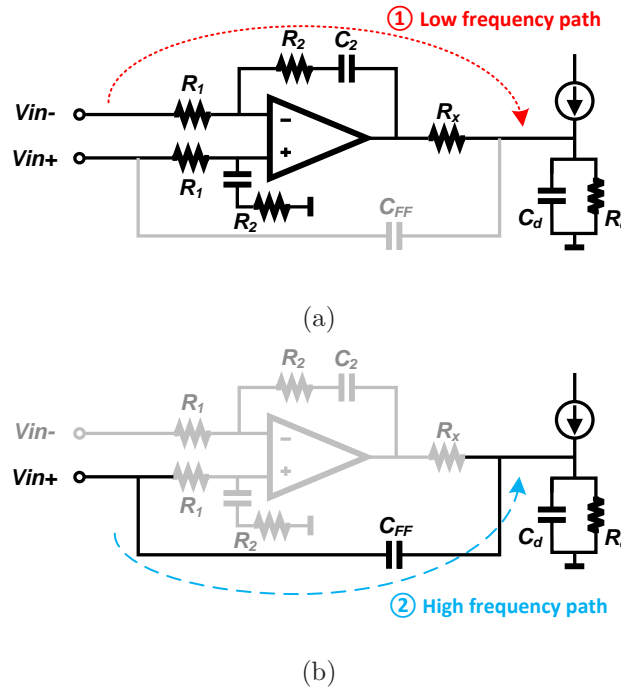 ① Low frequency path
R2 C2
R1
Vin-
Rx
Vin+
R1
R2
CFF
Cd
(a)
R2 C2
R1
Vin-
Rx
Vin+
R1
R2
CFF
Cd
② High frequency path
(b)